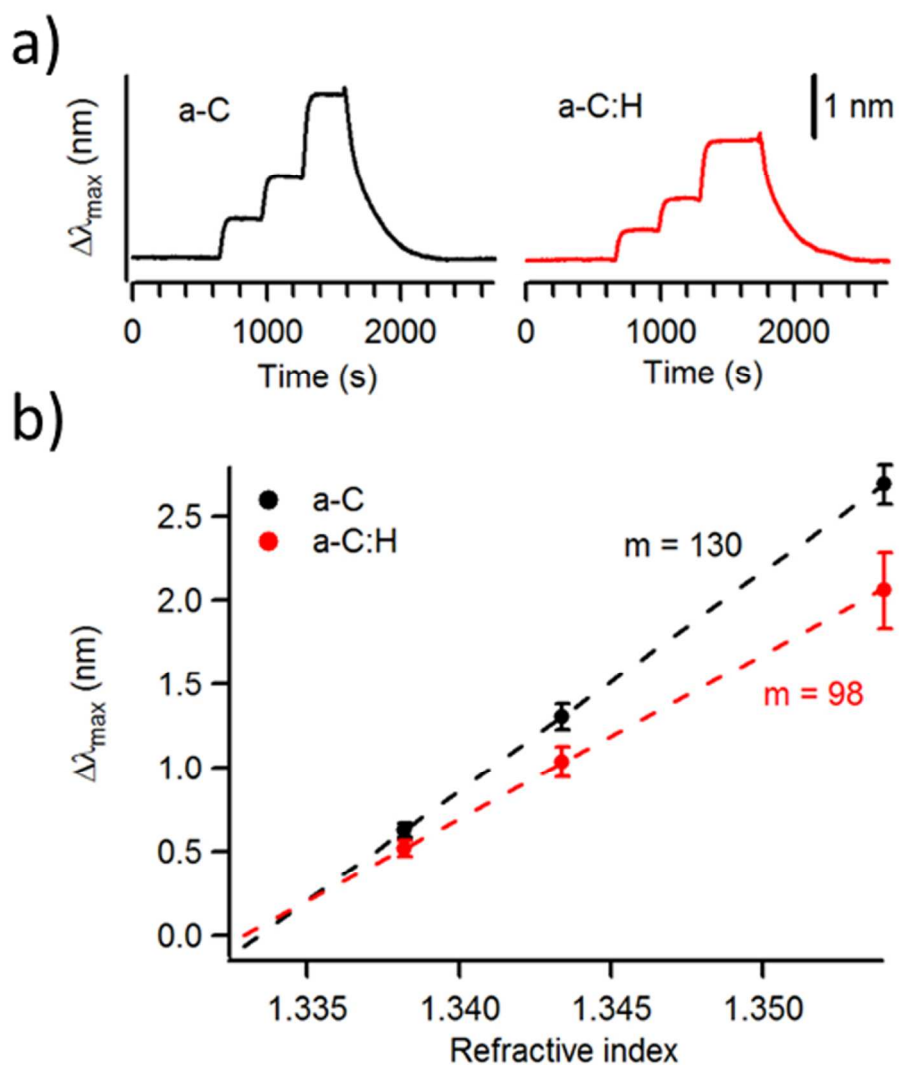 a)
Δλmax (nm)
a-C
a-C:H
1 nm
0 1000 2000
0 1000 2000
Time (s)
Time (s)
b)
Δλmax (nm)
a-C
a-C:H
m = 130
m = 98
2.5
2.0
1.5
1.0
0.5
0.0
1.335 1.340 1.345 1.350
Refractive index